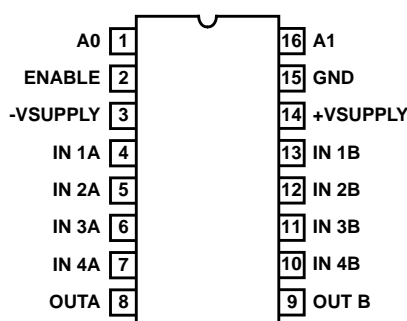 A0 1 16 A1
ENABLE 2 15 GND
-VSUPPLY 3 14 +VSUPPLY
IN 1A 4 13 IN 1B
IN 2A 5 12 IN 2B
IN 3A 6 11 IN 3B
IN 4A 7 10 IN 4B
OUTA 8 9 OUT B